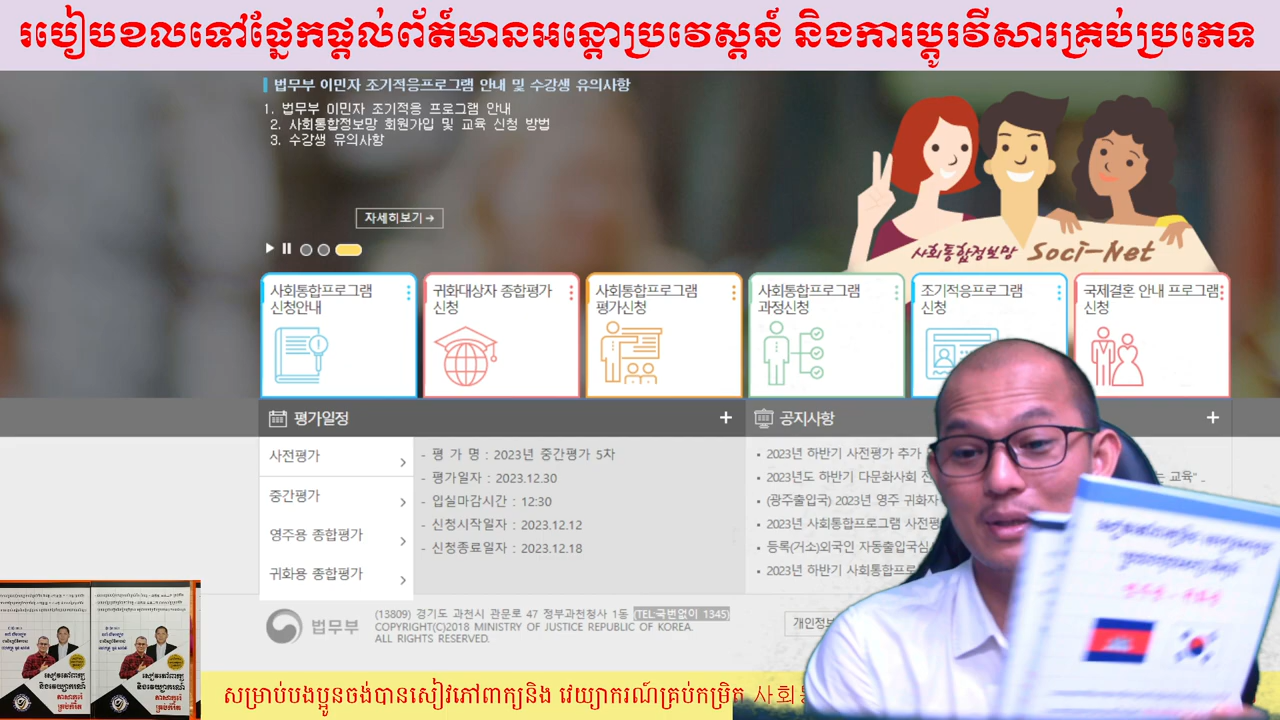 របៀបខលទៅផ្នែកផ្តល់ព័ត៌មានអន្តោប្រវេស្តន៍ និងការប្តូរវីសារគ្រប់ប្រភេទ
법무부 이민자 조기적응프로그램 안내 및 수강생 유의사항
1. 법무부 이민자 조기적응 프로그램 안내
2. 사회통합정보망 회원가입 및 교육 신청 방법
3. 수강생 유의사항
자세히보기→
사회통합정보망 Soci-Net
사회통합프로그램
신청안내
귀화대상자 종합평가
신청
사회통합프로그램
평가신청
사회통합프로그램
과정신청
조기적응프로그램
신청
국제결혼 안내 프로그램
신청
평가일정 +
사전평가
중간평가
영주용 종합평가
귀화용 종합평가
- 평 가 명 : 2023년 중간평가 5차
- 평가일자 : 2023.12.30
- 입실마감시간 : 12:30
- 신청시작일자 : 2023.12.12
- 신청종료일자 : 2023.12.18
공지사항 +
• 2023년 하반기 사전평가 추가
• 2023년도 하반기 다문화사회 전 는 교육"
• (광주출입국) 2023년 영주 귀화자
• 2023년 사회통합프로그램 사전평
• 등록(거소)외국인 자동출입국심
• 2023년 하반기 사회통합프로
법무부
(13809) 경기도 과천시 관문로 47 정부과천청사 1동 (TEL:국번없이 1345)
COPYRIGHT(C)2018 MINISTRY OF JUSTICE REPUBLIC OF KOREA.
ALL RIGHTS RESERVED.
개인정보
សម្រាប់បងប្អូនចង់បានសៀវភៅពាក្យនិង វេយ្យាករណ៍គ្រប់កម្រិត 사회